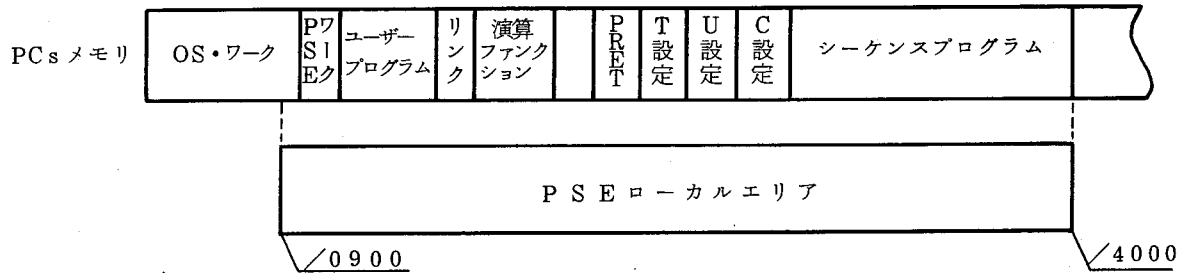 PCsメモリ
OS・ワーク
PSEワーク
ユーザープログラム
リンク
演算ファンクション
PRET
T設定
U設定
C設定
シーケンスプログラム
PSEローカルエリア
/0900
/4000